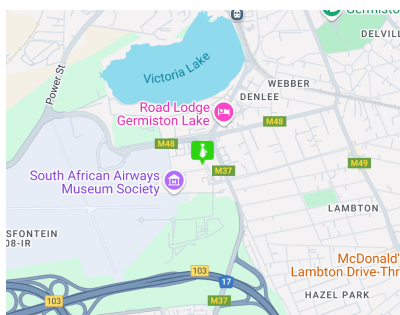 Germiston
DELVILL
Victoria Lake
Power St
WEBBER
DENLEE
Road Lodge
Germiston Lake
M48
M48
M37
M49
South African Airways
Museum Society
LAMBTON
SFONTEIN
08-IR
McDonald'
Lambton Drive-Thr
103
17
103
M37
HAZEL PARK